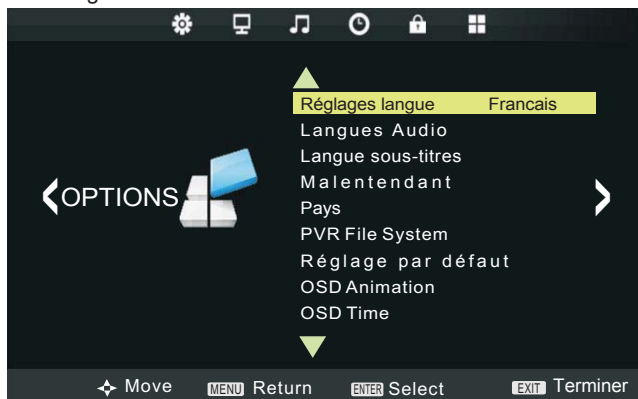 Réglages langue Francais
Langues Audio
Langue sous-titres
Malentendant
OPTIONS
Pays
PVR File System
Réglage par défaut
OSD Animation
OSD Time
Move MENU Return ENTER Select EXIT Terminer